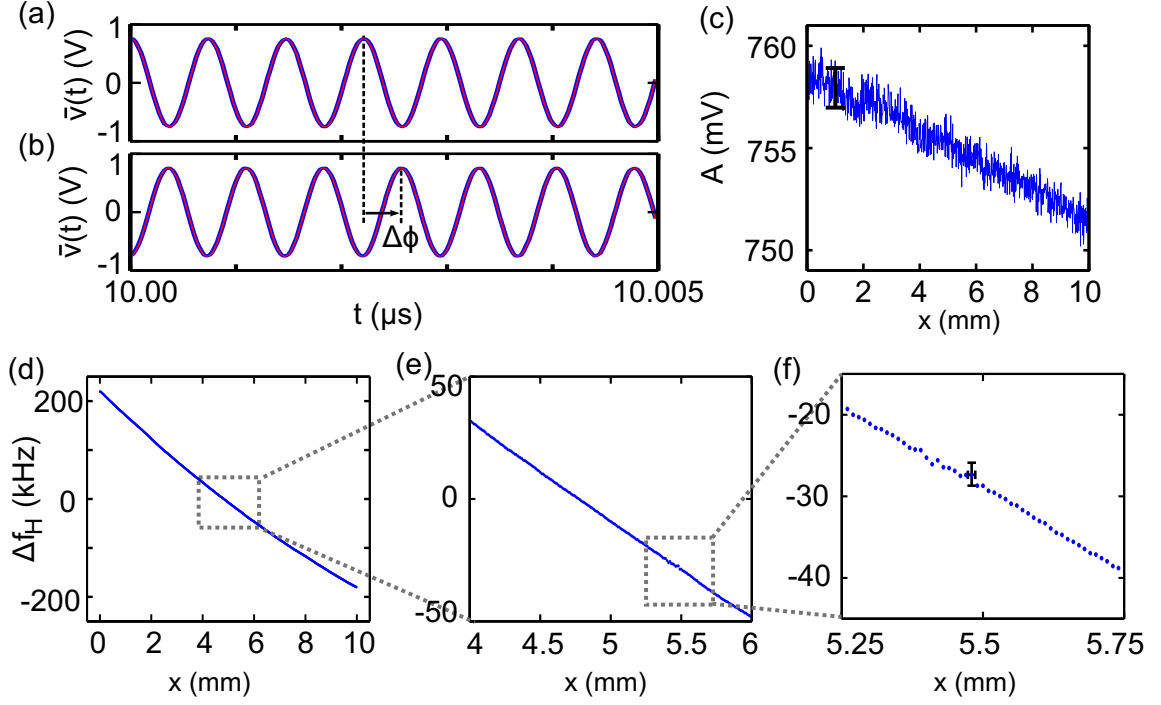 (a)
1
0
-1
v̄(t) (V)
(b)
1
0
-1
v̄(t) (V)
Δϕ
10.00
10.005
t (μs)
(c)
760
755
750
A (mV)
0 2 4 6 8 10
x (mm)
(d)
200
0
-200
Δf_H (kHz)
0 2 4 6 8 10
x (mm)
(e)
50
0
-50
4 4.5 5 5.5 6
x (mm)
(f)
-20
-30
-40
5.25 5.5 5.75
x (mm)